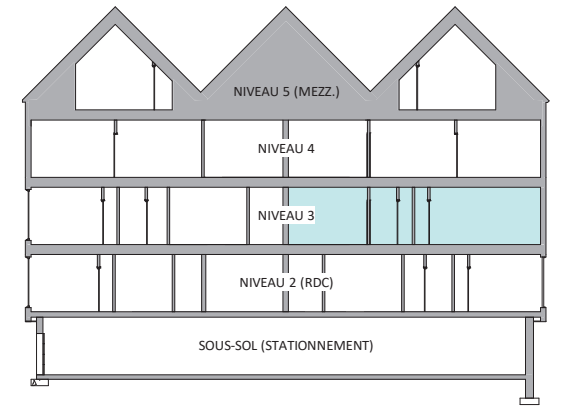 NIVEAU 5 (MEZZ.)
NIVEAU 4
NIVEAU 3
NIVEAU 2 (RDC)
SOUS-SOL (STATIONNEMENT)